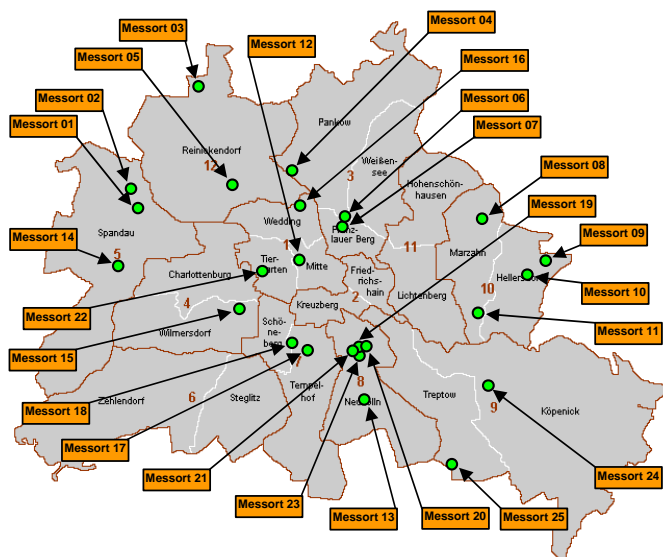 Messort 03
Messort 12
Messort 04
Messort 05
Messort 16
Messort 02
Messort 06
Messort 01
Messort 07
Pankow
Reinickendorf
12
3
Weißen-
see
Hohenschön-
hausen
Messort 08
Messort 19
Messort 14
Spandau
5
Wedding
1
Prenz-
lauer Berg
11
Marzahn
Messort 09
Charlottenburg
Tier-
garten
Mitte
Friedrichs-
hain
Lichtenberg
10
Hellersdorf
Messort 10
Messort 22
4
Wilmersdorf
Kreuzberg
2
Messort 15
Schöne-
berg
7
Messort 11
Messort 18
Zehlendorf
6
Steglitz
Tempel-
hof
8
Neukölln
Treptow
9
Köpenick
Messort 17
Messort 21
Messort 23
Messort 13
Messort 20
Messort 25
Messort 24